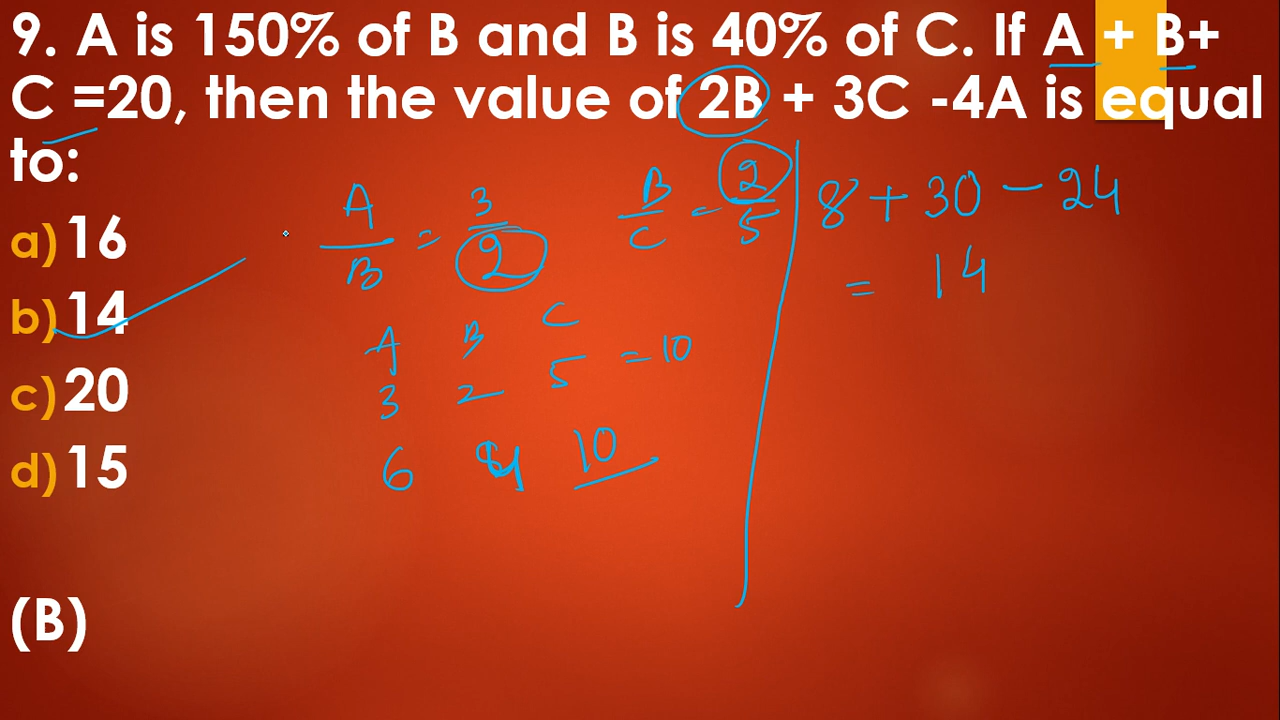 9. A is 150% of B and B is 40% of C. If A + B+
C =20, then the value of 2B + 3C -4A is equal
to:
a) 16
b) 14
c) 20
d) 15
(B)
A/B = 3/2
B/C = 2/5
A B C
3 2 5 = 10
6 4 10
8 + 30 - 24
= 14